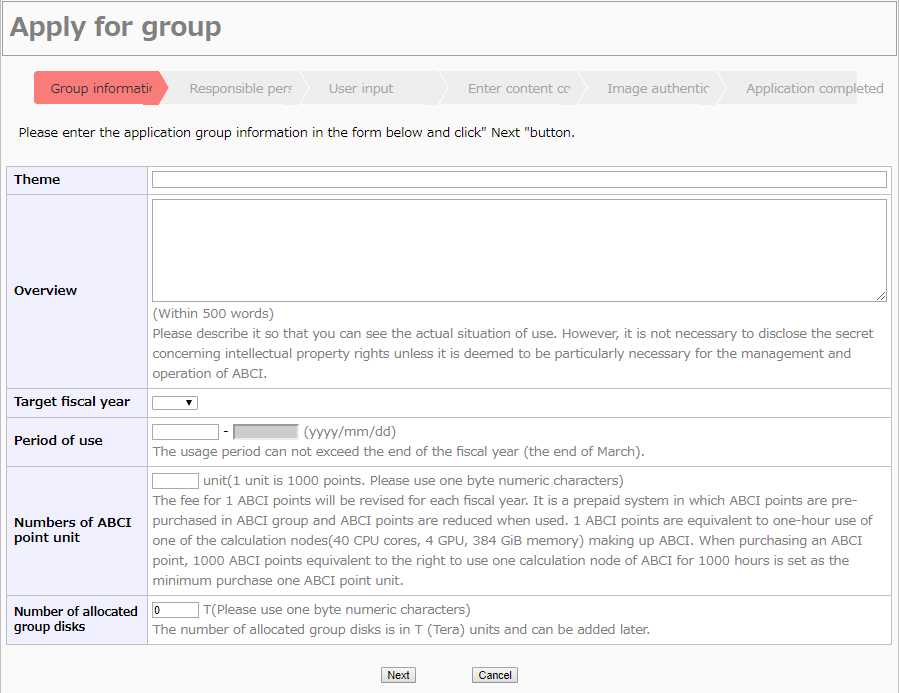 Apply for group
Group informatic
Responsible pers
User input
Enter content co
Image authentic
Application completed
Please enter the application group information in the form below and click" Next "button.
Theme
Overview
(Within 500 words)
Please describe it so that you can see the actual situation of use. However, it is not necessary to disclose the secret
concerning intellectual property rights unless it is deemed to be particularly necessary for the management and
operation of ABCI.
Target fiscal year
Period of use
- (yyyy/mm/dd)
The usage period can not exceed the end of the fiscal year (the end of March).
Numbers of ABCI
point unit
unit(1 unit is 1000 points. Please use one byte numeric characters)
The fee for 1 ABCI points will be revised for each fiscal year. It is a prepaid system in which ABCI points are pre-
purchased in ABCI group and ABCI points are reduced when used. 1 ABCI points are equivalent to one-hour use of
one of the calculation nodes(40 CPU cores, 4 GPU, 384 GiB memory) making up ABCI. When purchasing an ABCI
point, 1000 ABCI points equivalent to the right to use one calculation node of ABCI for 1000 hours is set as the
minimum purchase one ABCI point unit.
Number of allocated
group disks
0 T(Please use one byte numeric characters)
The number of allocated group disks is in T (Tera) units and can be added later.
Next
Cancel